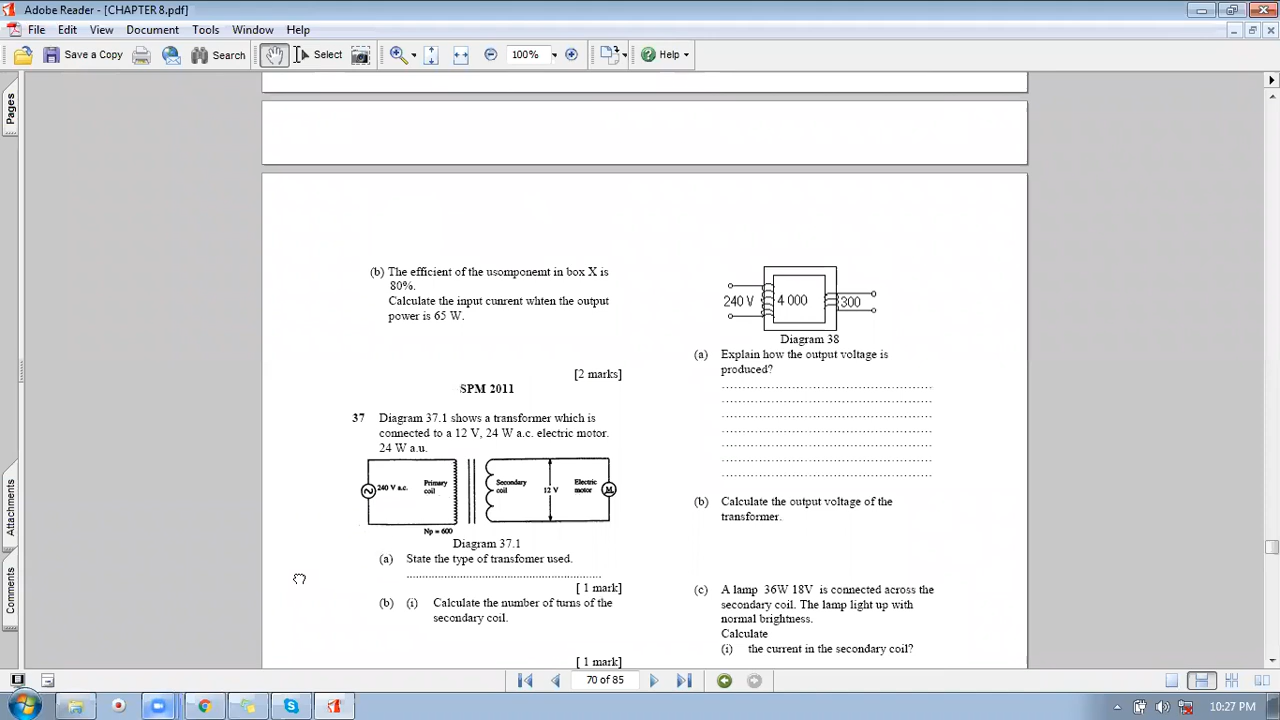 Adobe Reader - [CHAPTER 8.pdf]
File Edit View Document Tools Window Help
Save a Copy Search Select 100% Help
Pages
Attachments
Comments
(b) The efficient of the usomponemt in box X is
80%.
Calculate the input cunrent whten the output
power is 65 W.
[2 marks]
SPM 2011
37 Diagram 37.1 shows a transformer which is
connected to a 12 V, 24 W a.c. electric motor.
24 W a.u.
240 V a.c.
Primary
coil
Secondary
coil
12 V
Electric
motor
M
Np = 600
Diagram 37.1
(a) State the type of transfomer used.
................................................................
[ 1 mark]
(b) (i) Calculate the number of turns of the
secondary coil.
[ 1 mark]
240 V 4 000 300
Diagram 38
(a) Explain how the output voltage is
produced?
......................................................
......................................................
......................................................
......................................................
......................................................
......................................................
......................................................
(b) Calculate the output voltage of the
transformer.
(c) A lamp 36W 18V is connected across the
secondary coil. The lamp light up with
normal brightness.
Calculate
(i) the current in the secondary coil?
70 of 85
10:27 PM